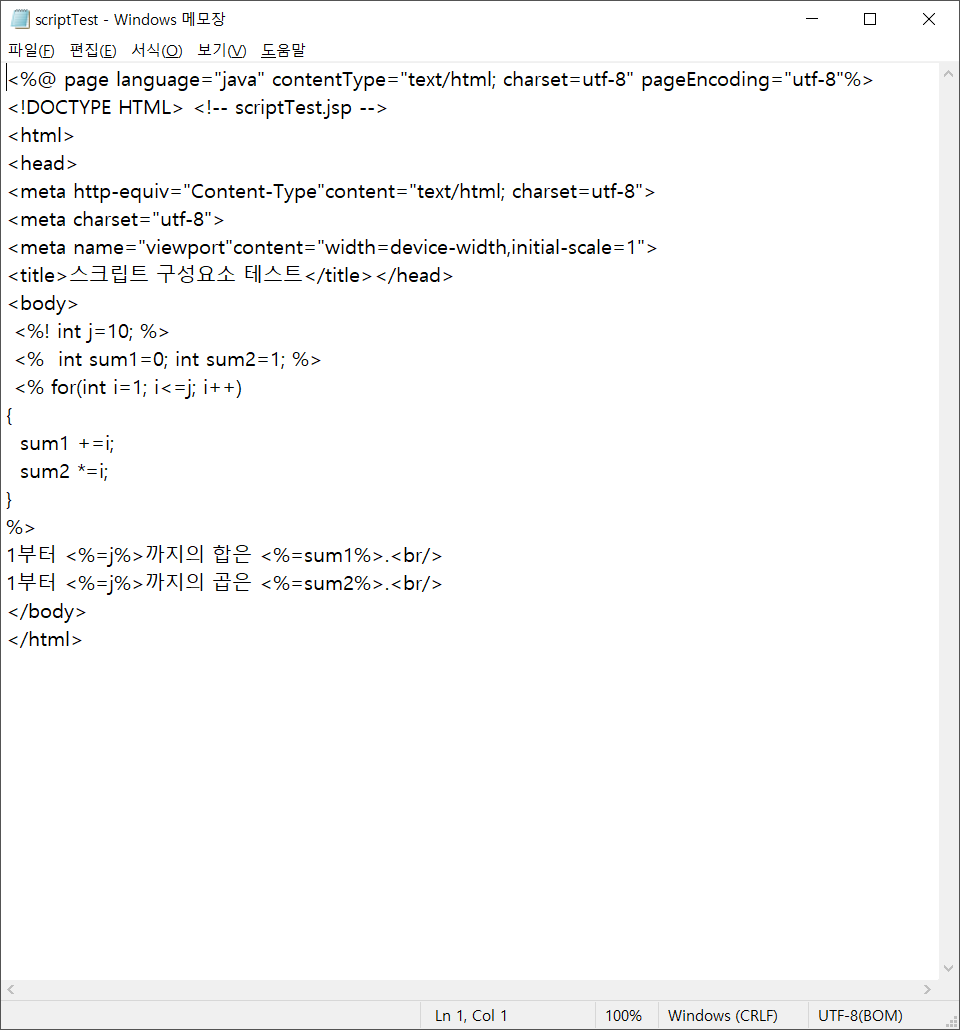 scriptTest - Windows 메모장
파일(F) 편집(E) 서식(O) 보기(V) 도움말
<%@ page language="java" contentType="text/html; charset=utf-8" pageEncoding="utf-8"%>
<!DOCTYPE HTML> <!-- scriptTest.jsp -->
<html>
<head>
<meta http-equiv="Content-Type"content="text/html; charset=utf-8">
<meta charset="utf-8">
<meta name="viewport"content="width=device-width,initial-scale=1">
<title>스크립트 구성요소 테스트</title></head>
<body>
 <%! int j=10; %>
 <%  int sum1=0; int sum2=1; %>
 <% for(int i=1; i<=j; i++)
{
  sum1 +=i;
  sum2 *=i;
}
%>
1부터 <%=j%>까지의 합은 <%=sum1%>.<br/>
1부터 <%=j%>까지의 곱은 <%=sum2%>.<br/>
</body>
</html>
Ln 1, Col 1 100% Windows (CRLF) UTF-8(BOM)